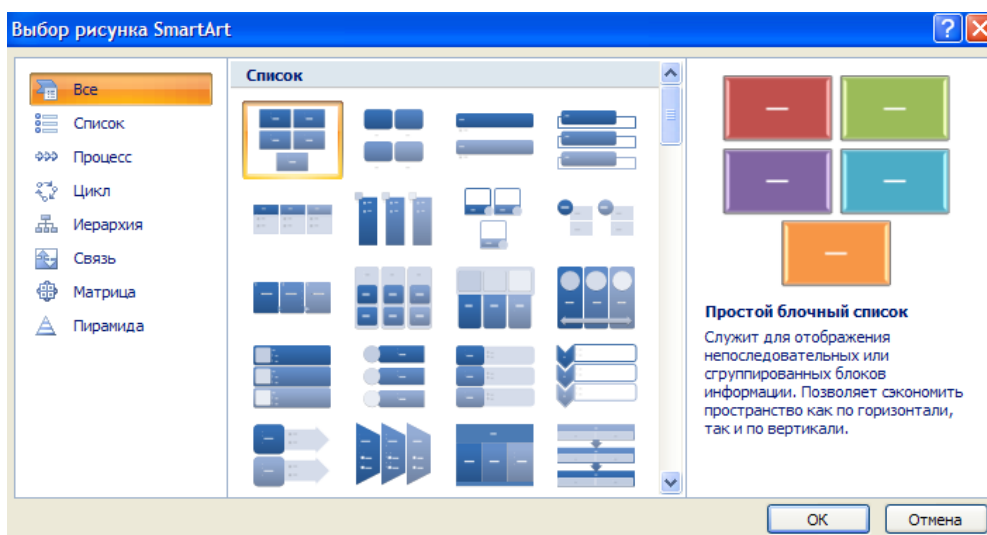 Выбор рисунка SmartArt
Все
Список
Процесс
Цикл
Иерархия
Связь
Матрица
Пирамида
Список
Простой блочный список
Служит для отображения
непоследовательных или
сгруппированных блоков
информации. Позволяет сэкономить
пространство как по горизонтали,
так и по вертикали.
ОК
Отмена